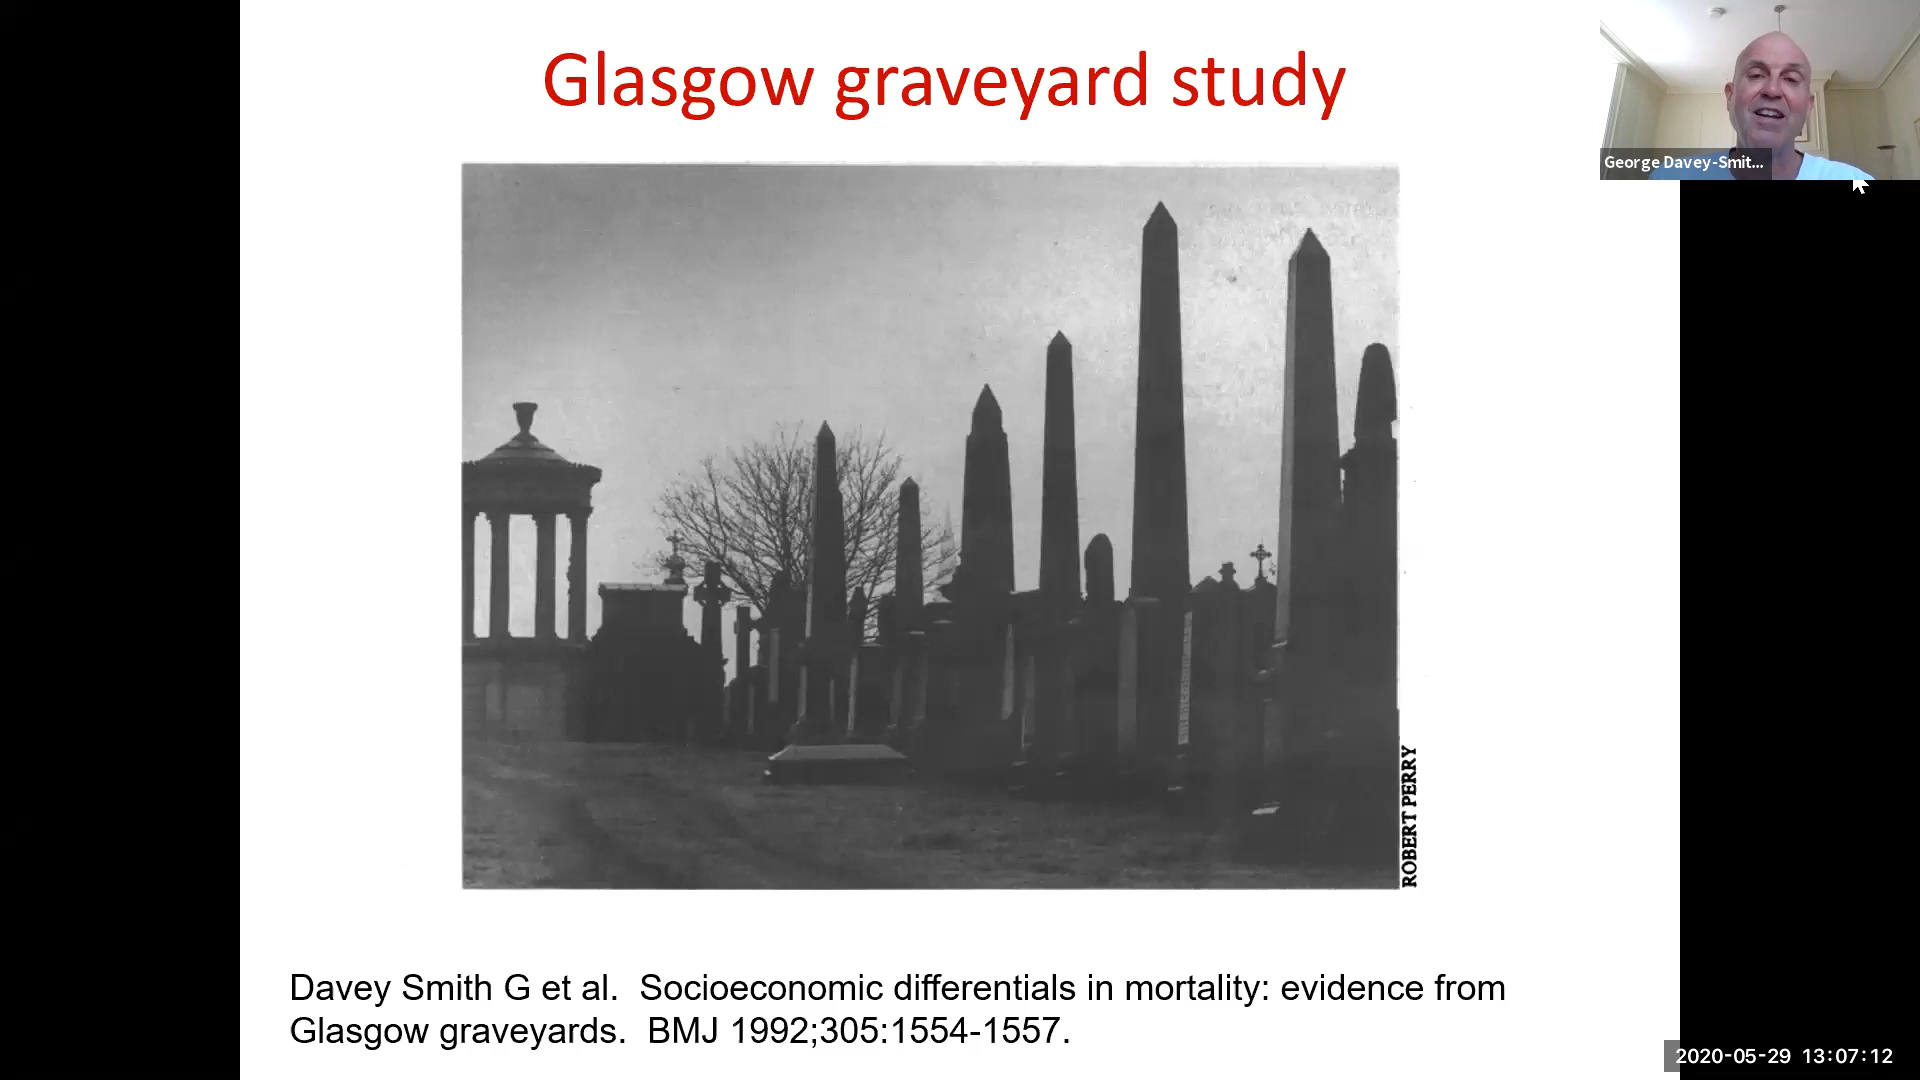 Glasgow graveyard study
George Davey-Smit...
ROBERT PERRY
Davey Smith G et al.  Socioeconomic differentials in mortality: evidence from
Glasgow graveyards.  BMJ 1992;305:1554-1557.
2020-05-29 13:07:12